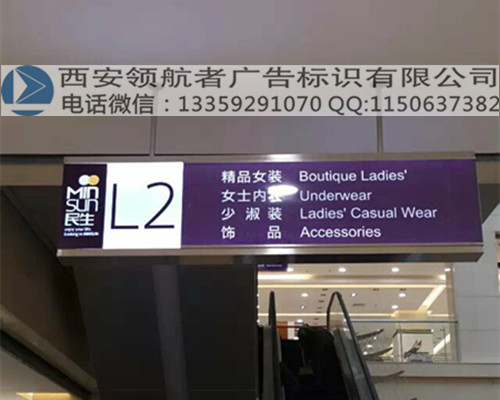 西安领航者广告标识有限公司
电话微信：13359291070 QQ:1150637382
MiN
SUN
民生
L2
精品女装 Boutique Ladies'
女士内衣 Underwear
少淑装 Ladies' Casual Wear
饰品 Accessories